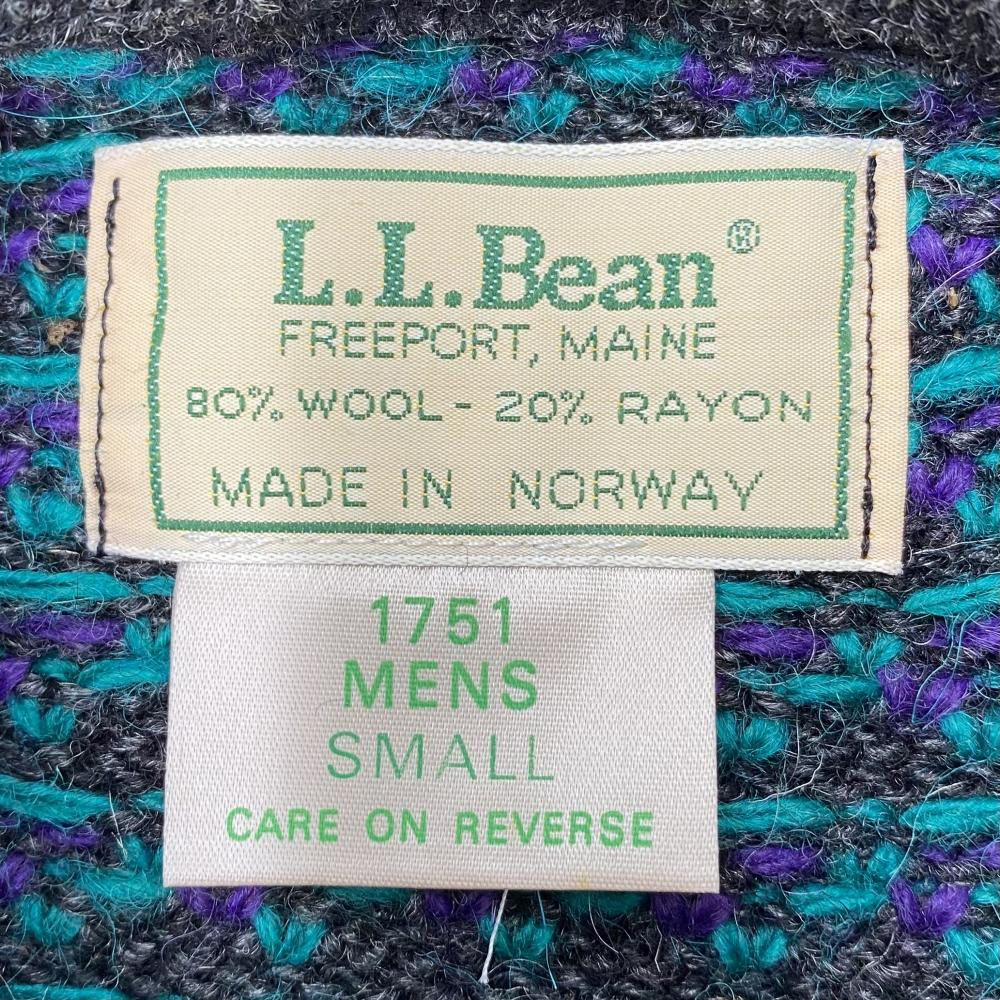 L.L.Bean®
FREEPORT, MAINE
80% WOOL - 20% RAYON
MADE IN NORWAY
1751
MENS
SMALL
CARE ON REVERSE